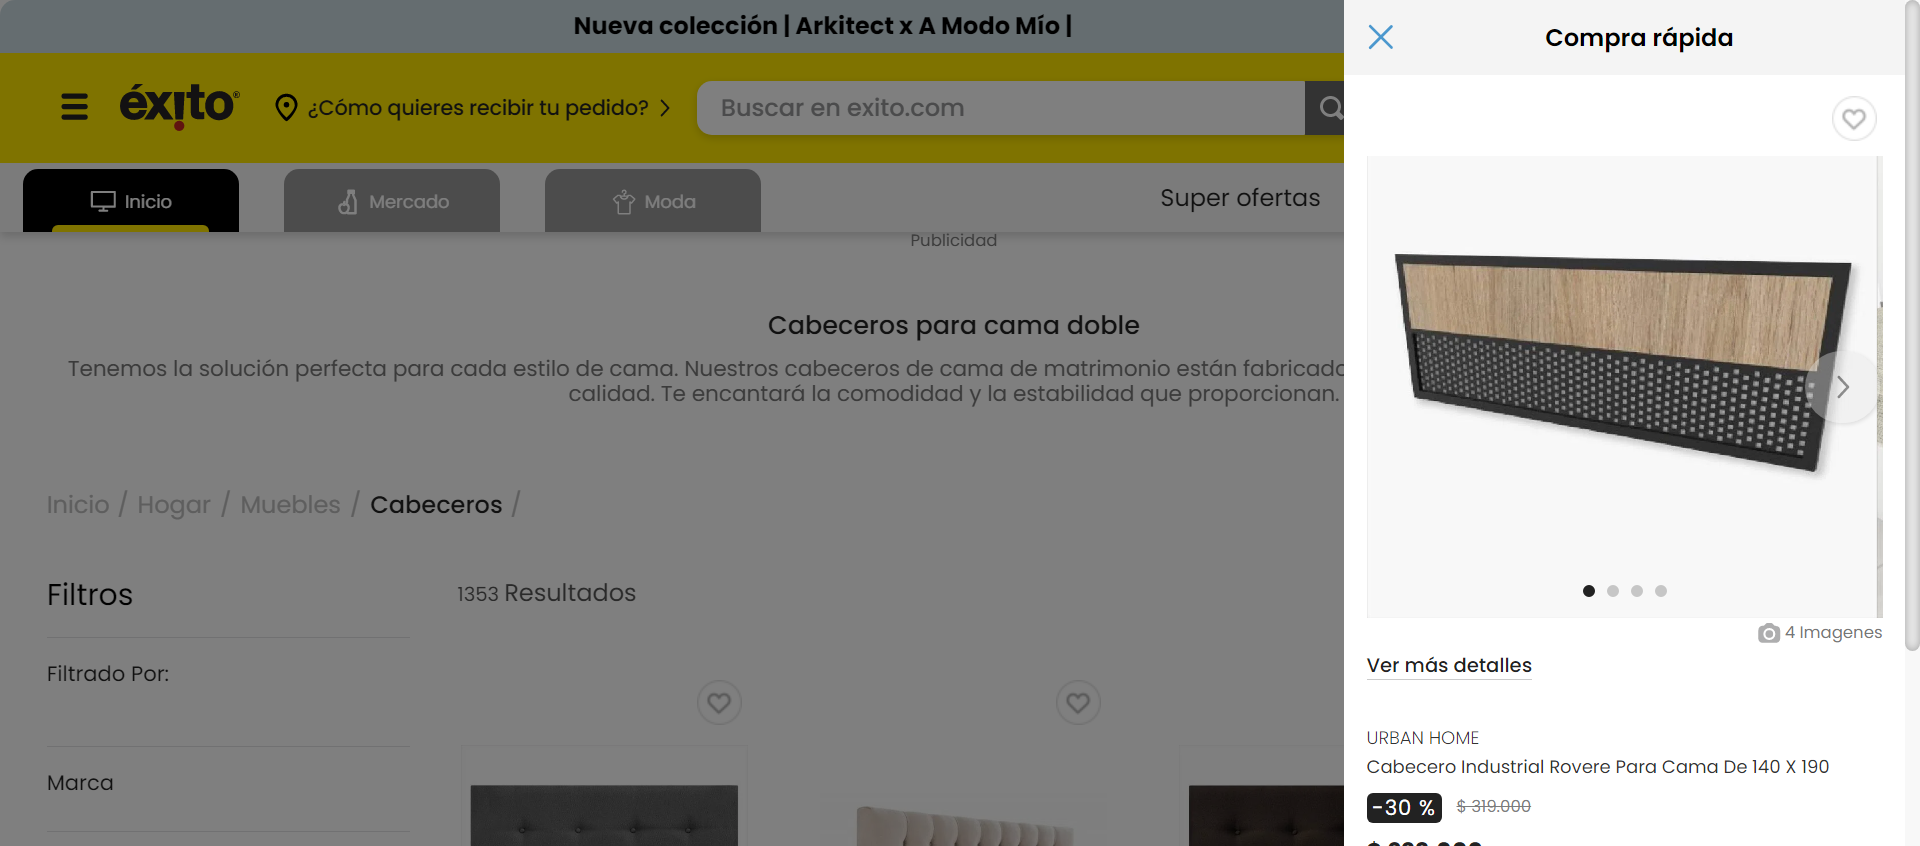 Nueva colección | Arkitect x A Modo Mío |
Compra rápida
éxito®
¿Cómo quieres recibir tu pedido?
Buscar en exito.com
Inicio
Mercado
Moda
Super ofertas
Publicidad
Cabeceros para cama doble
Tenemos la solución perfecta para cada estilo de cama. Nuestros cabeceros de cama de matrimonio están fabricado
calidad. Te encantará la comodidad y la estabilidad que proporcionan.
Inicio / Hogar / Muebles / Cabeceros /
Filtros
1353 Resultados
Filtrado Por:
Marca
4 Imagenes
Ver más detalles
URBAN HOME
Cabecero Industrial Rovere Para Cama De 140 X 190
-30 % $ 319.000